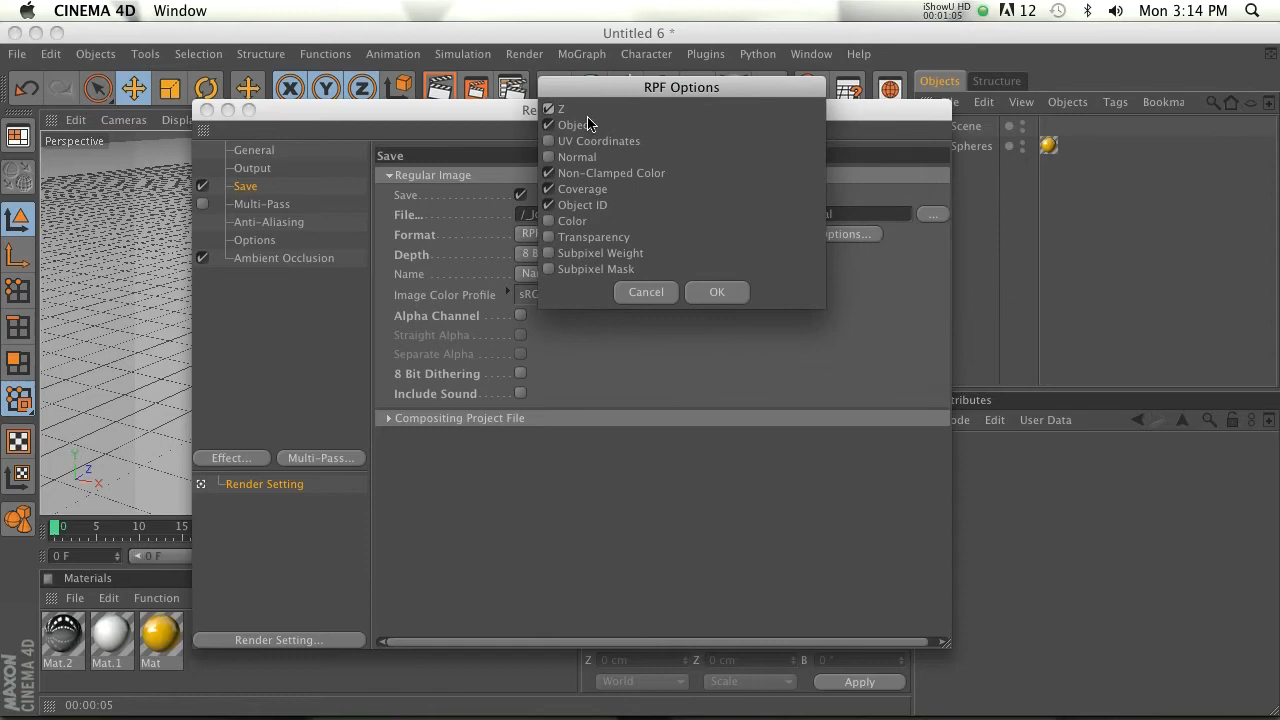 CINEMA 4D Window
iShowU HD
00:01:05
12
Mon 3:14 PM
Untitled 6 *
File Edit Objects Tools Selection Structure Functions Animation Simulation Render MoGraph Character Plugins Python Window Help
X Y Z
Objects Structure
Edit View Objects Tags Bookma
Scene
Spheres
Edit Cameras
Perspective
RPF Options
Z
UV Coordinates
Normal
Non-Clamped Color
Coverage
Object ID
Color
Transparency
Subpixel Weight
Subpixel Mask
Cancel OK
General
Output
Save
Multi-Pass
Anti-Aliasing
Options
Ambient Occlusion
Effect... Multi-Pass...
Render Setting
Render Setting...
Save
Regular Image
Save
File... ...
Format
Depth
Name
Image Color Profile
Alpha Channel
Straight Alpha
Separate Alpha
8 Bit Dithering
Include Sound
Compositing Project File
Edit User Data
Y Z X
0 5 10 15
0 F 0 F
Materials
File Edit Function
Mat.2 Mat.1 Mat
Z 0 cm Z 0 cm B 0 °
World Scale Apply
00:00:05
MAXON
CINEMA 4D